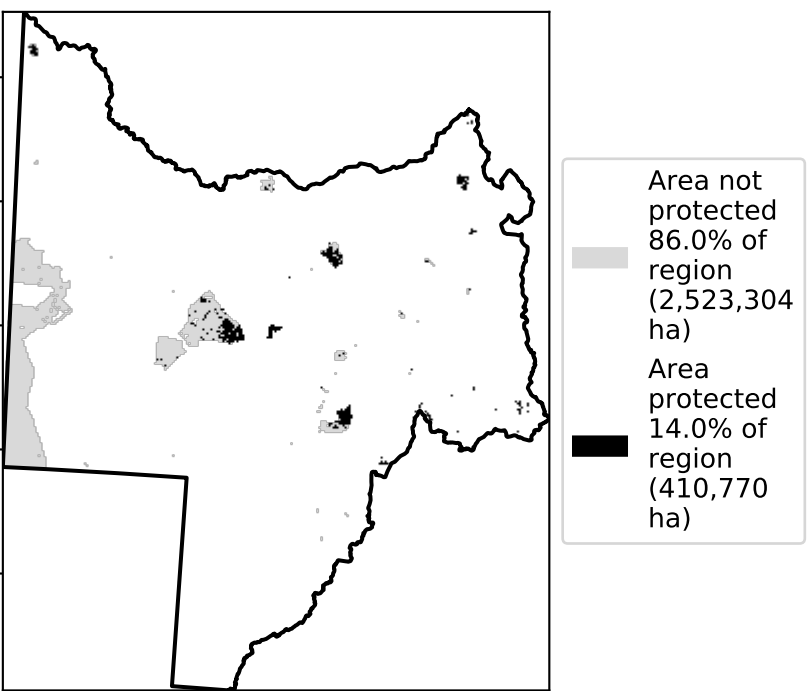 Area not
protected
86.0% of
region
(2,523,304
ha)
Area
protected
14.0% of
region
(410,770
ha)